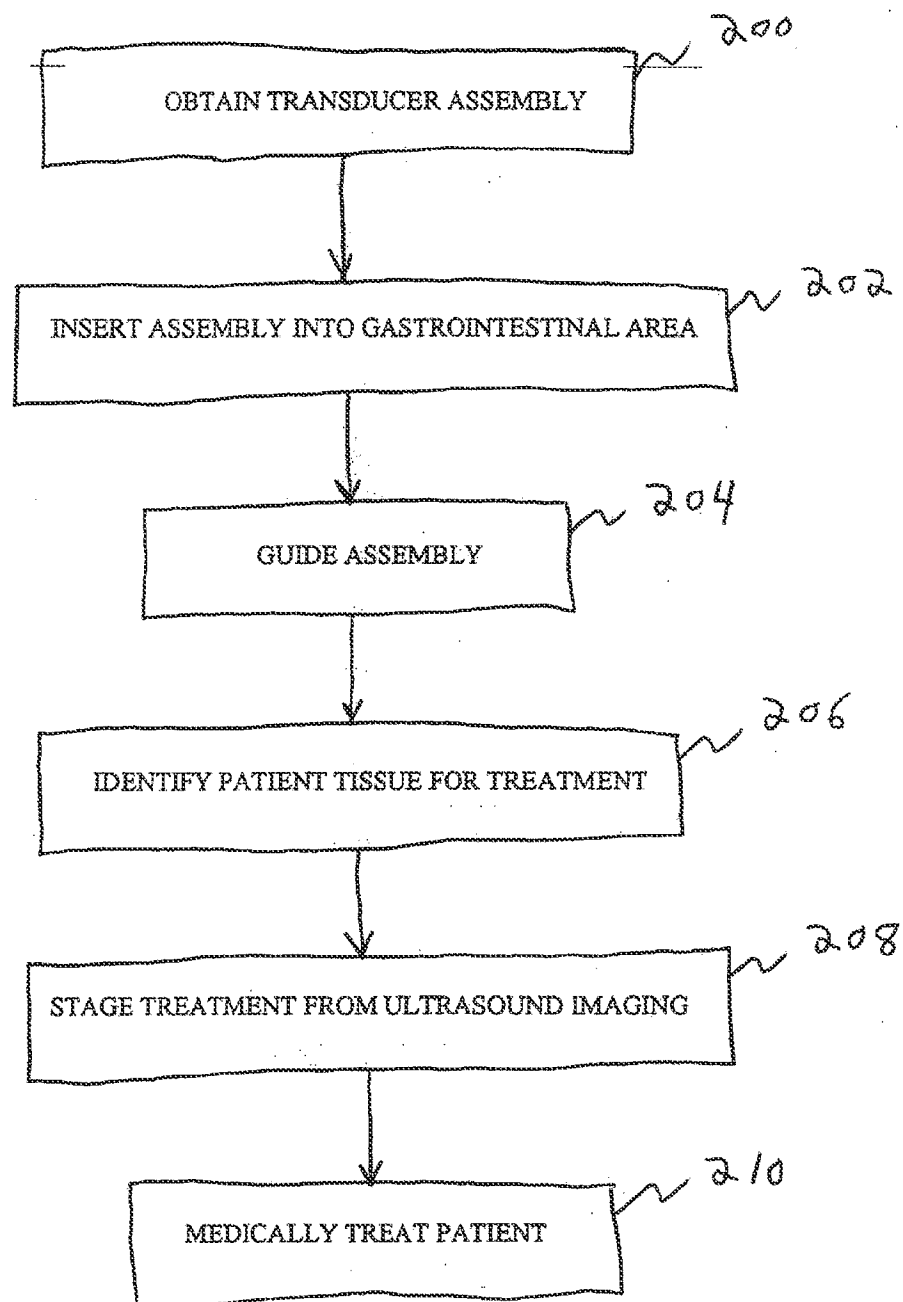 200
OBTAIN TRANSDUCER ASSEMBLY
202
INSERT ASSEMBLY INTO GASTROINTESTINAL AREA
204
GUIDE ASSEMBLY
206
IDENTIFY PATIENT TISSUE FOR TREATMENT
208
STAGE TREATMENT FROM ULTRASOUND IMAGING
210
MEDICALLY TREAT PATIENT